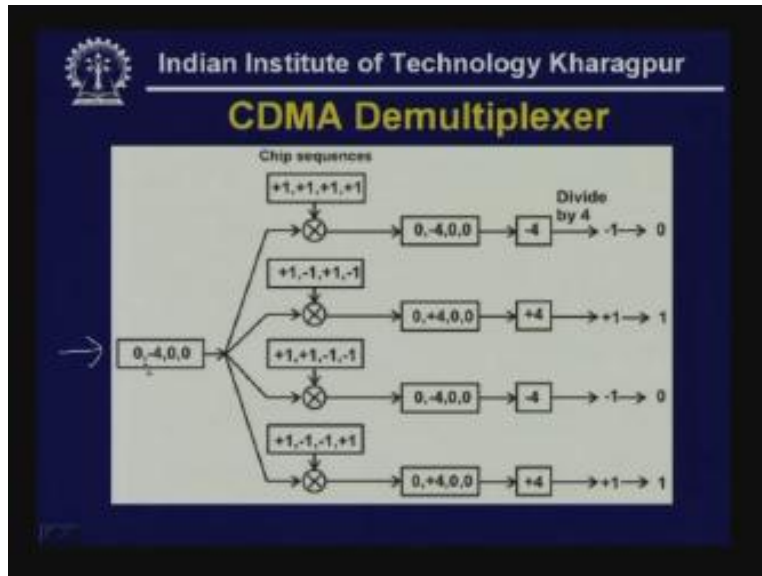 Indian Institute of Technology Kharagpur
CDMA Demultiplexer
Chip sequences
+1,+1,+1,+1
Divide
by 4
0,-4,0,0 -4 -1 0
+1,-1,+1,-1
0,+4,0,0 +4 +1 1
0,-4,0,0
+1,+1,-1,-1
0,-4,0,0 -4 -1 0
+1,-1,-1,+1
0,+4,0,0 +4 +1 1